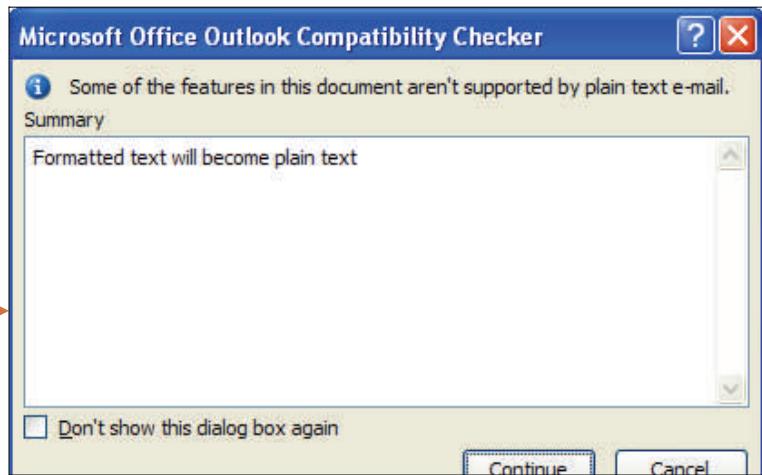 Microsoft Office Outlook Compatibility Checker
Some of the features in this document aren't supported by plain text e-mail.
Summary
Formatted text will become plain text
Don't show this dialog box again
Continue Cancel